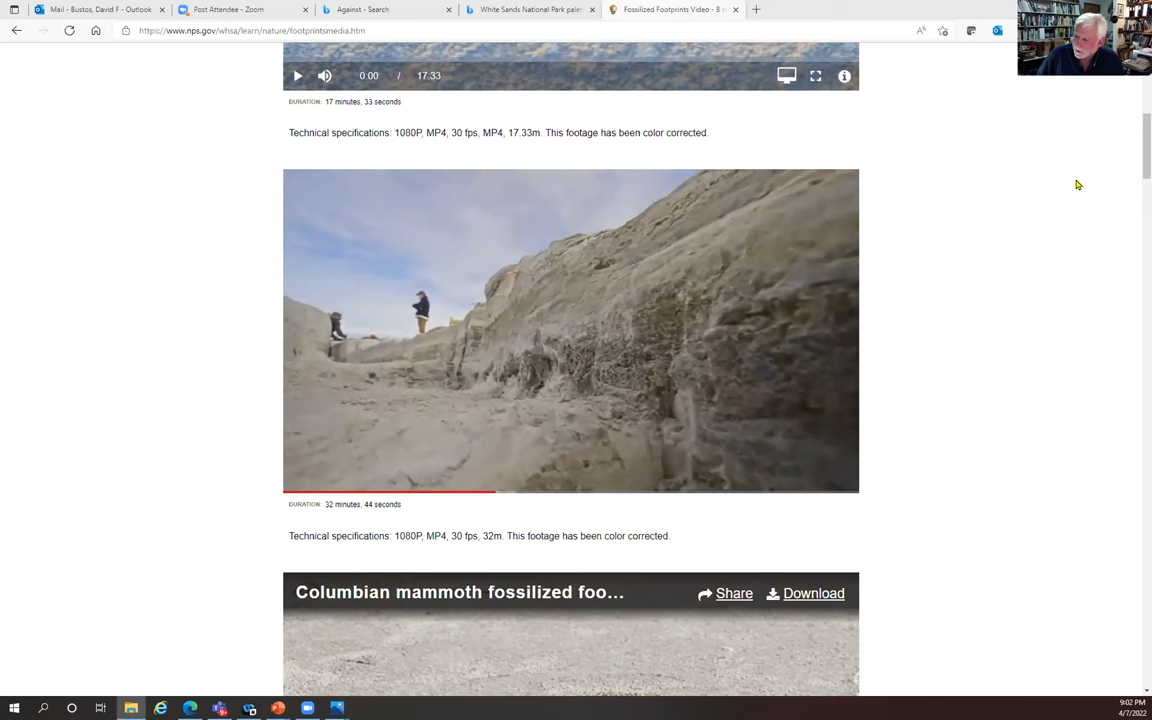 Mail - Bustos, David F - Outlook
Post Attendee - Zoom
Against - Search
White Sands National Park pale
Fossilized Footprints Video - B
https://www.nps.gov/whsa/learn/nature/footprintsmedia.htm
0:00 / 17:33
DURATION: 17 minutes, 33 seconds
Technical specifications: 1080P, MP4, 30 fps, MP4, 17.33m. This footage has been color corrected.
DURATION: 32 minutes, 44 seconds
Technical specifications: 1080P, MP4, 30 fps, 32m. This footage has been color corrected.
Columbian mammoth fossilized foo...
Share
Download
9:02 PM
4/7/2022